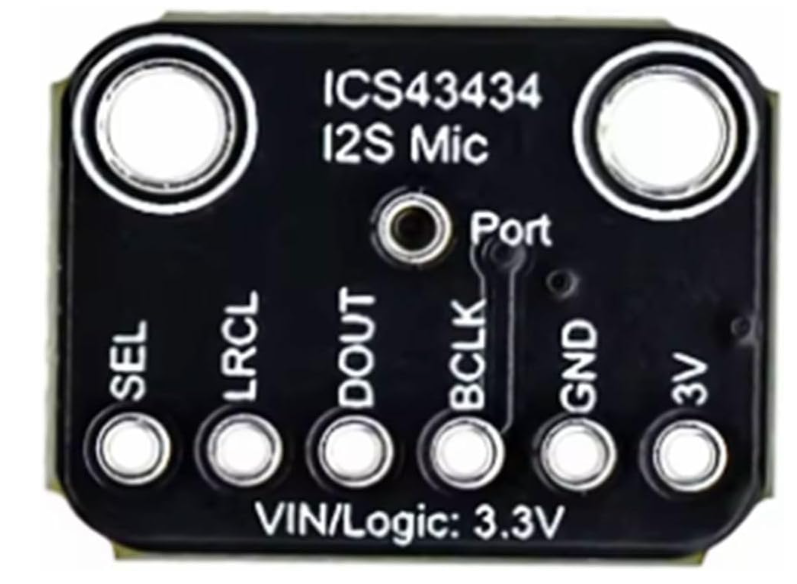 ICS43434
I2S Mic
Port
SEL
LRCL
DOUT
BCLK
GND
3V
VIN/Logic: 3.3V